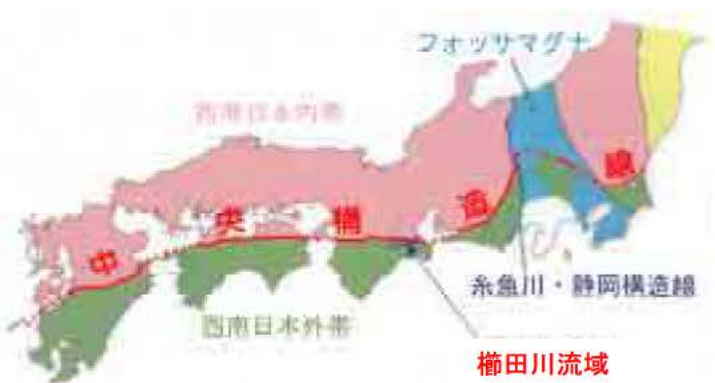 フォッサマグナ
西南日本内帯
中央構造線
糸魚川・静岡構造線
西南日本外帯
櫛田川流域